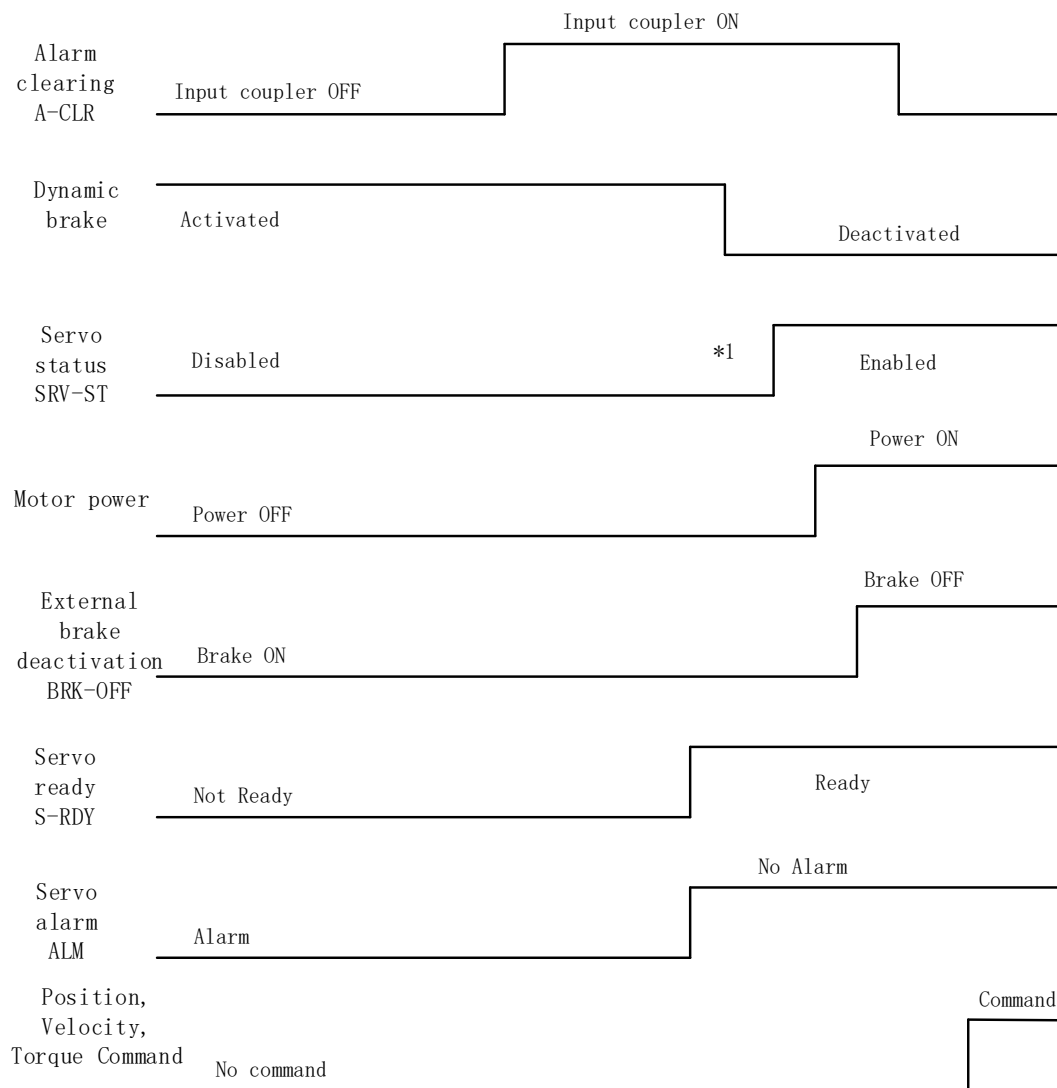 Input coupler ON
Alarm
clearing
A-CLR
Input coupler OFF
Dynamic
brake
Activated
Deactivated
Servo
status
SRV-ST
Disabled
*1
Enabled
Power ON
Motor power
Power OFF
Brake OFF
External
brake
deactivation
BRK-OFF
Brake ON
Servo
ready
S-RDY
Not Ready
Ready
No Alarm
Servo
alarm
ALM
Alarm
Position,
Velocity,
Torque Command
No command
Command